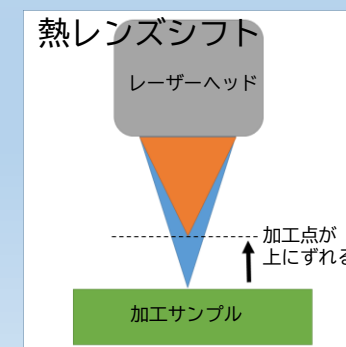 熱レンズシフト
レーザーヘッド
加工点が
上にずれる
加工サンプル